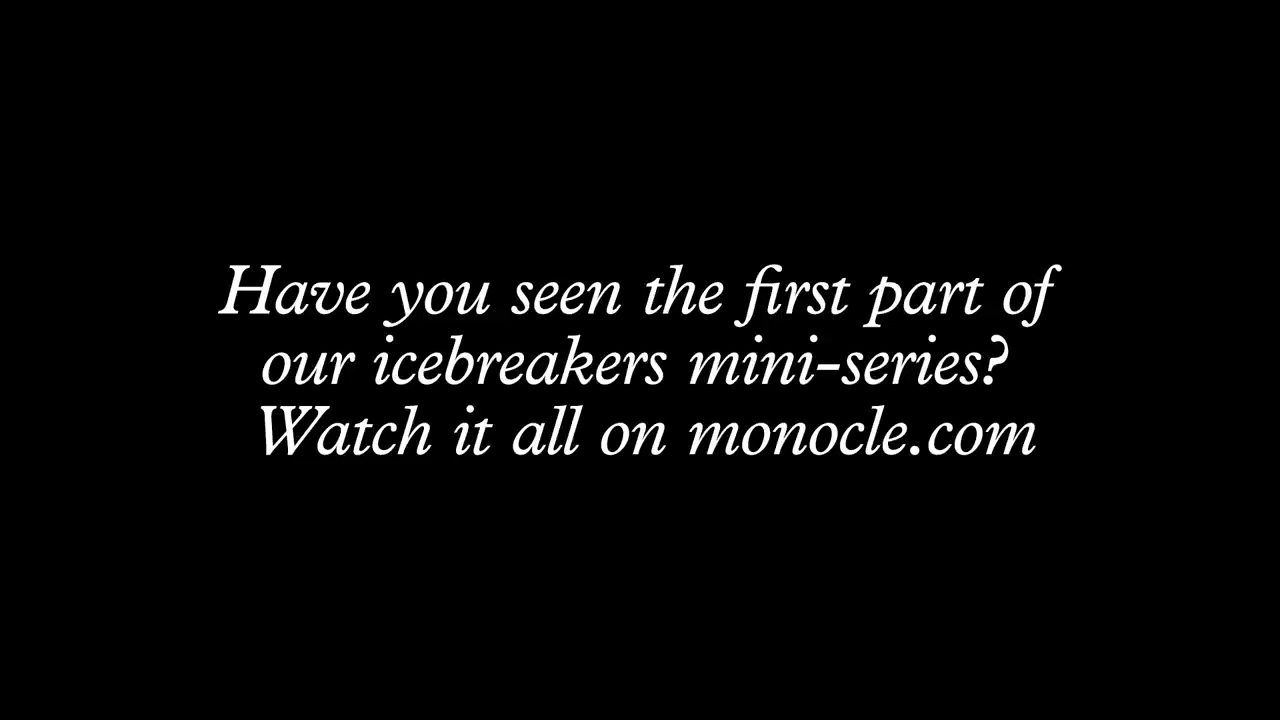 Have you seen the first part of
our icebreakers mini-series?
Watch it all on monocle.com